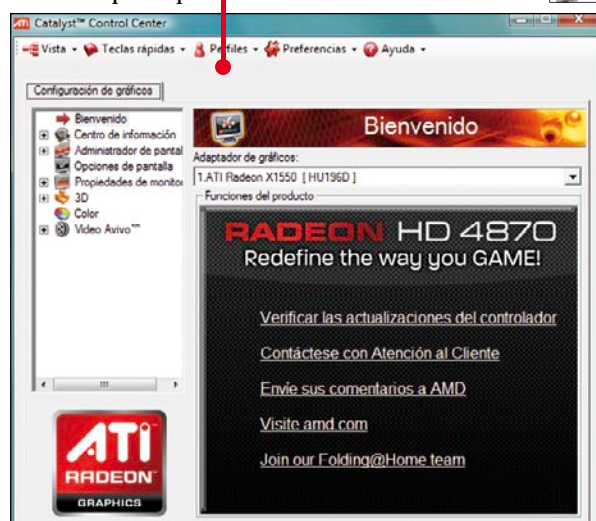 Catalyst™ Control Center
Vista Teclas rápidas Perfiles Preferencias Ayuda
Configuración de gráficos
Bienvenido
Centro de información
Administrador de pantal
Opciones de pantalla
Propiedades de monitor
3D
Color
Video Avivo™
Bienvenido
Adaptador de gráficos:
1.ATI Radeon X1550 [ HU196D ]
Funciones del producto
RADEON HD 4870
Redefine the way you GAME!
Verificar las actualizaciones del controlador
Contáctese con Atención al Cliente
Envíe sus comentarios a AMD
Visite amd.com
Join our Folding@Home team
ATI
RADEON
GRAPHICS